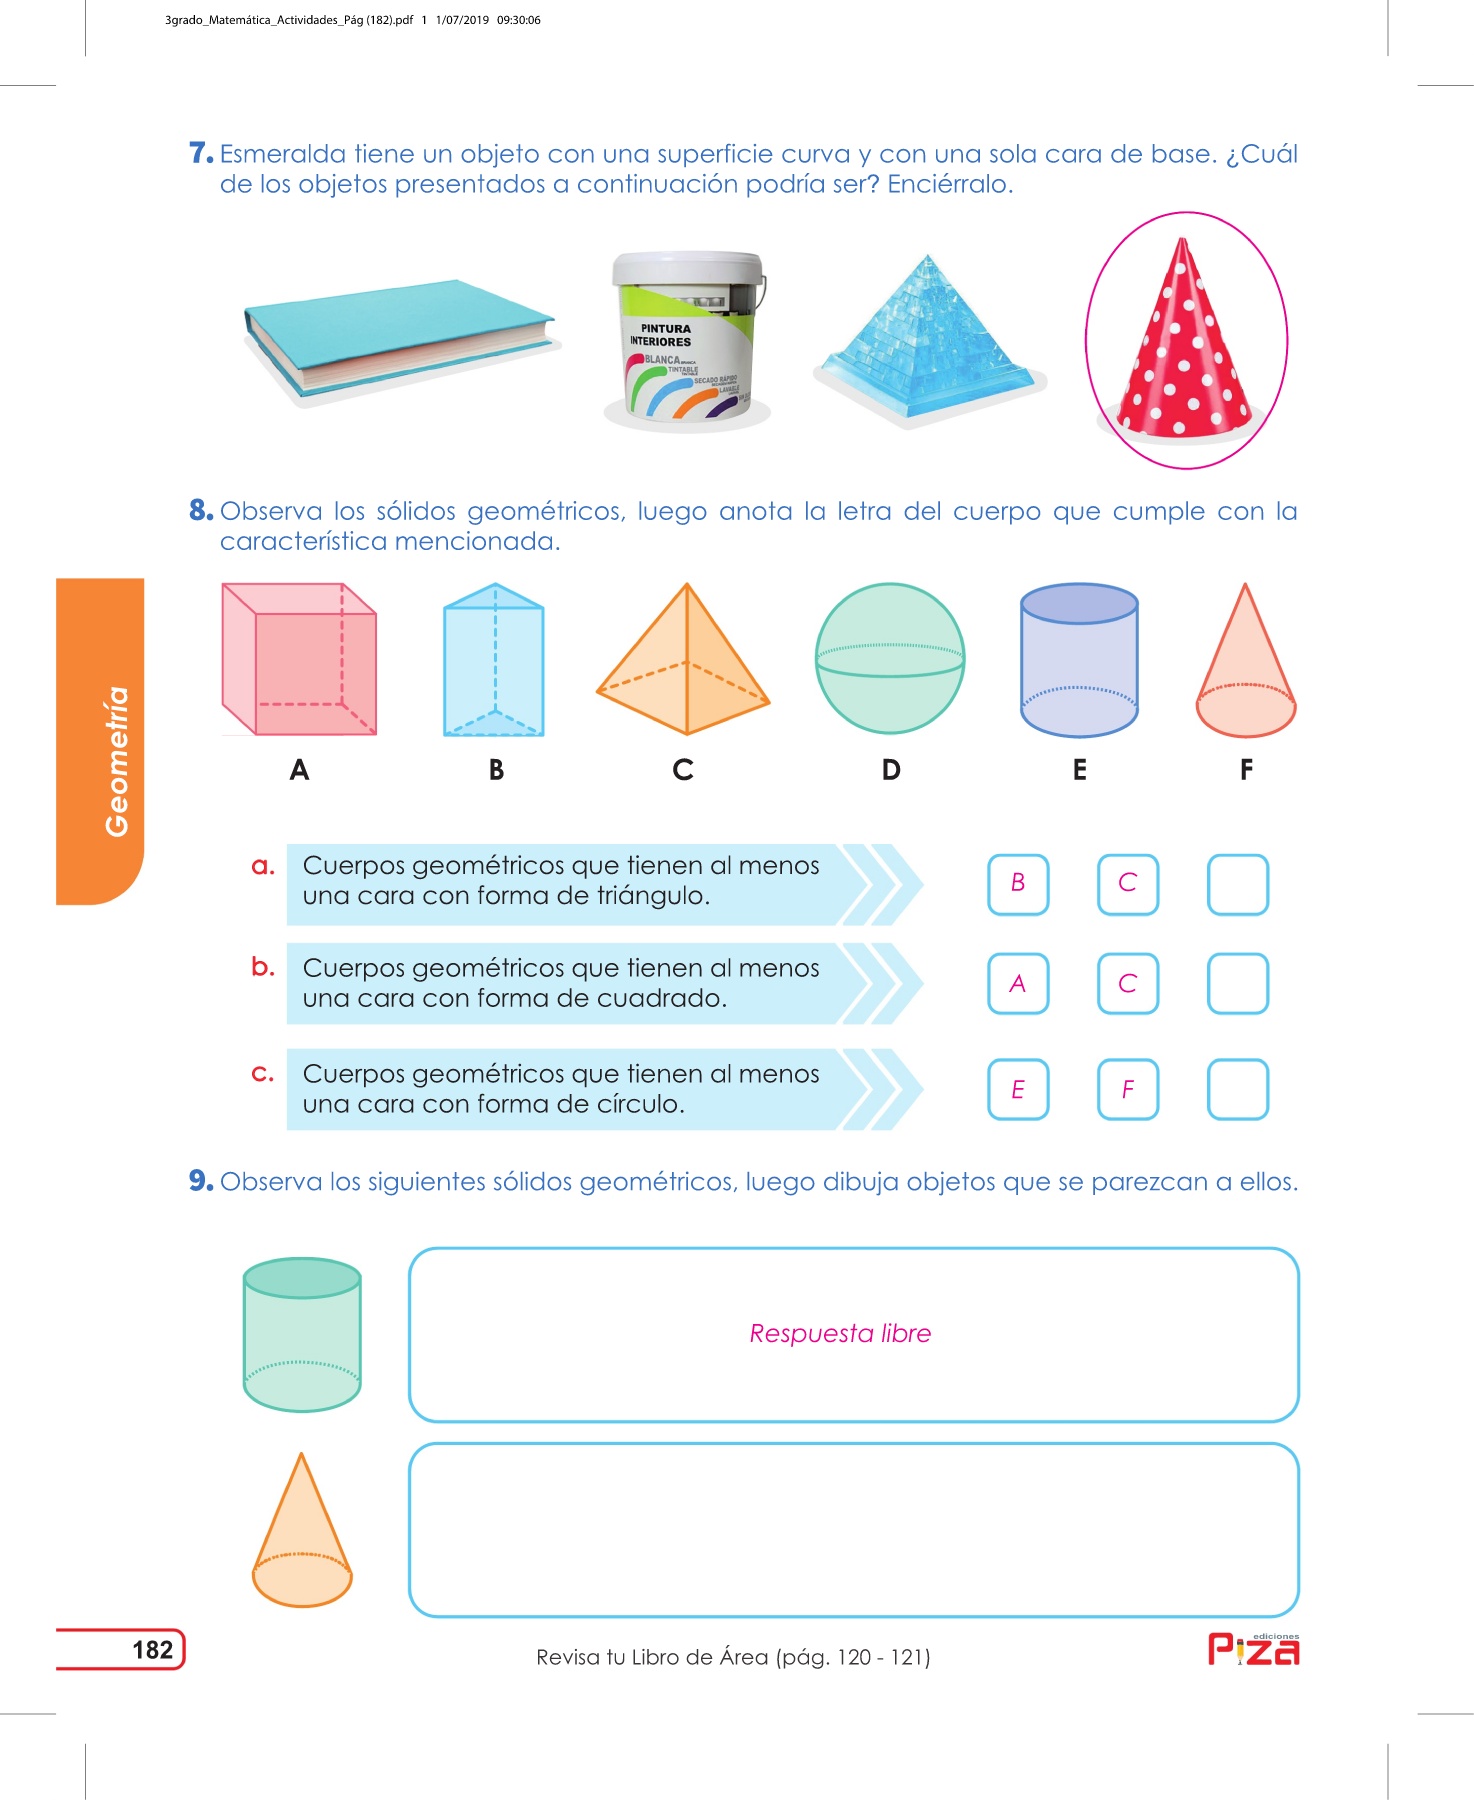 3grado_Matemática_Actividades_Pág (182).pdf 1 1/07/2019 09:30:06
7. Esmeralda tiene un objeto con una superficie curva y con una sola cara de base. ¿Cuál
de los objetos presentados a continuación podría ser? Enciérralo.
PINTURA
INTERIORES
BLANCA
TINTABLE
SECADO RÁPIDO
LAVABLE
8. Observa los sólidos geométricos, luego anota la letra del cuerpo que cumple con la
característica mencionada.
A B C D E F
Geometría
a. Cuerpos geométricos que tienen al menos
una cara con forma de triángulo.
B C
b. Cuerpos geométricos que tienen al menos
una cara con forma de cuadrado.
A C
c. Cuerpos geométricos que tienen al menos
una cara con forma de círculo.
E F
9. Observa los siguientes sólidos geométricos, luego dibuja objetos que se parezcan a ellos.
Respuesta libre
182
Revisa tu Libro de Área (pág. 120 - 121)
ediciones
Piza